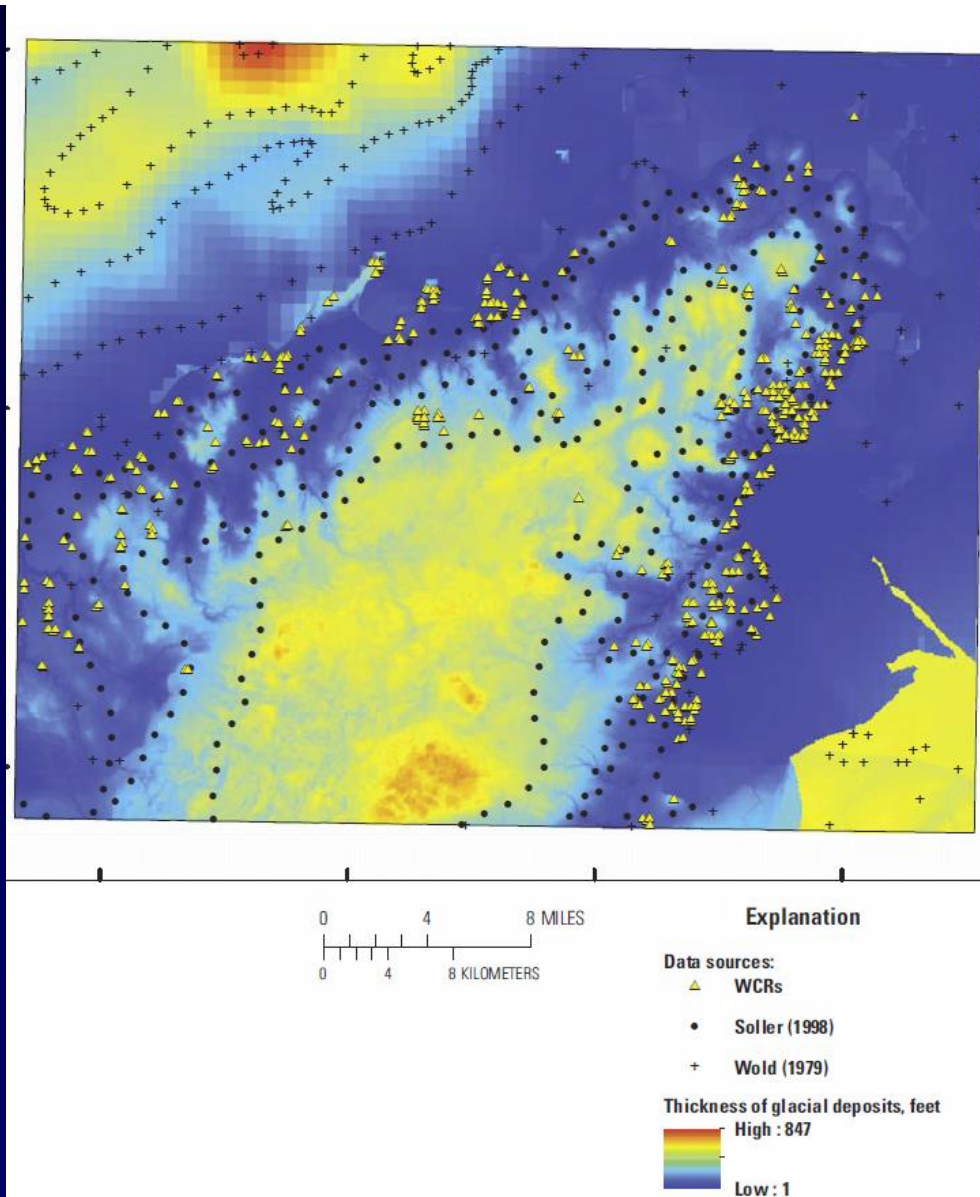 0 4 8 MILES
0 4 8 KILOMETERS
Explanation
Data sources:
WCRs
Soller (1998)
Wold (1979)
Thickness of glacial deposits, feet
High : 847
Low : 1